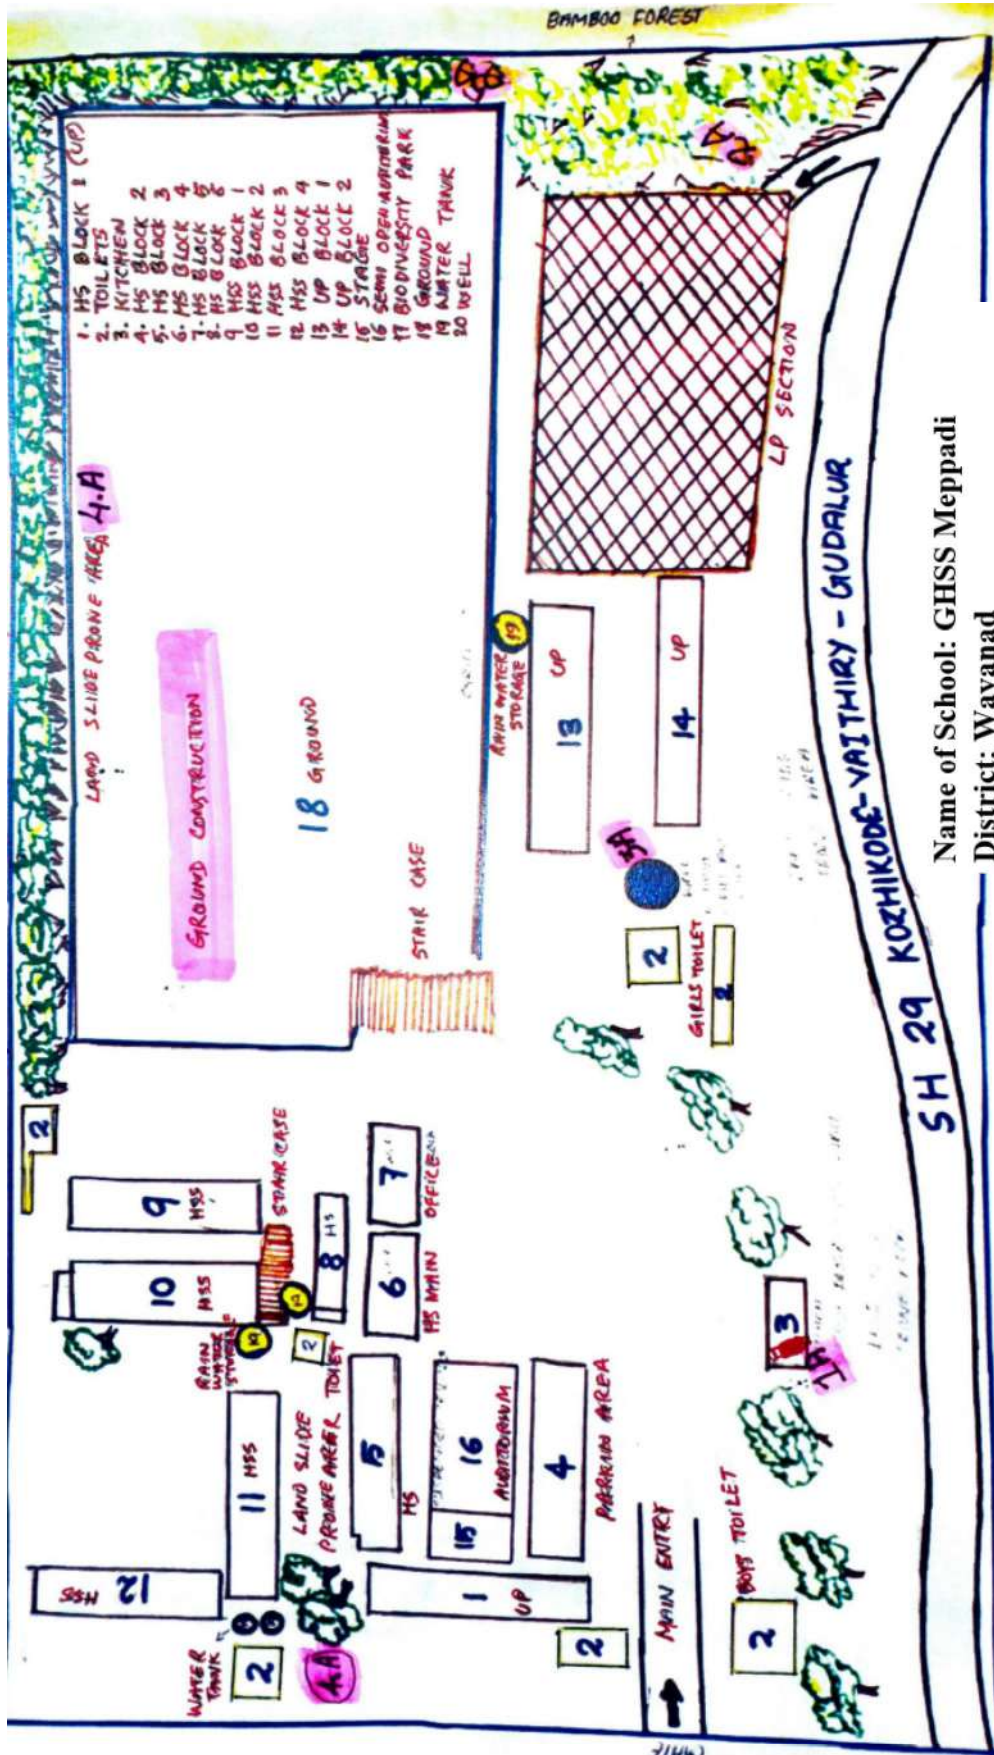 BAMBOO FOREST
1. HS BLOCK 1 (UP)
2. TOILETS
3. KITCHEN
4. HS BLOCK 2
5. HS BLOCK 3
6. HS BLOCK 4
7. HS BLOCK 5
8. HS BLOCK 6
9 HSS BLOCK 1
10 HSS BLOCK 2
11 HSS BLOCK 3
12 HSS BLOCK 4
13 UP BLOCK 1
14 UP BLOCK 2
15 STAGE
16 SEMI OPEN AUDITORIUM
17 BIODIVERSITY PARK
18 GROUND
19 WATER TANK
20 WELL
LAND SLIDE PRONE AREA 4.A
GROUND CONSTRUCTION
18 GROUND
STAIR CASE
RAIN WATER STORAGE
19
13 UP
14 UP
LP SECTION
2
GIRLS TOILET
2
2
9 HSS
10 HSS
STAIR CASE
8 HS
7
OFFICE
6
HS MAIN
RAIN
WATER
19
19
2
TOILET
11 HSS
LAND SLIDE
PRONE AREA
12 HSS
WATER
TANK
2
4.A
15
HS
16
AUDITORIUM
15
4
PARKING AREA
1 UP
2
MAIN ENTRY
BOYS TOILET
2
3
1A
SH 29 KOZHIKODE-VAITHIRY-GUDALUR
Name of School: GHSS Meppadi
District: Wayanad